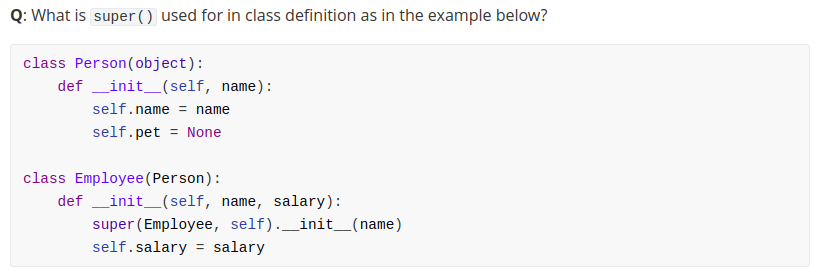 Q: What is super() used for in class definition as in the example below?
class Person(object):
    def __init__(self, name):
        self.name = name
        self.pet = None
class Employee(Person):
    def __init__(self, name, salary):
        super(Employee, self).__init__(name)
        self.salary = salary